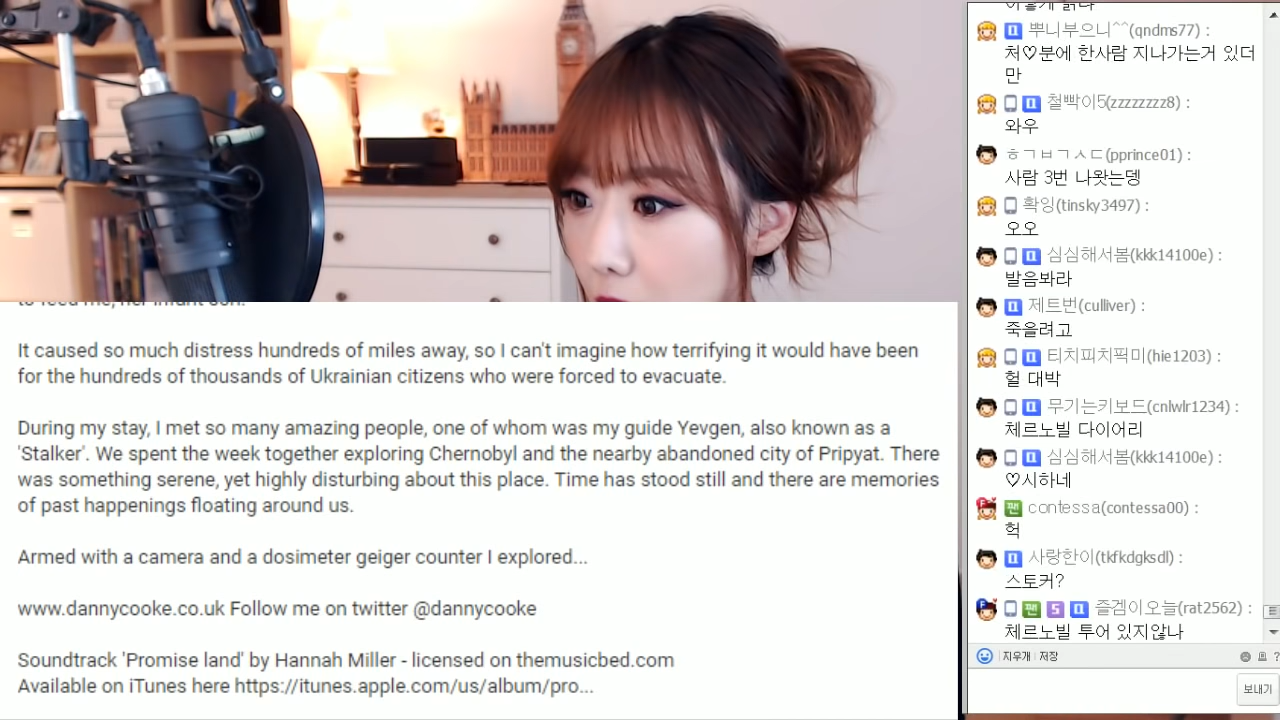 to feed me, her infant son.
It caused so much distress hundreds of miles away, so I can't imagine how terrifying it would have been
for the hundreds of thousands of Ukrainian citizens who were forced to evacuate.
During my stay, I met so many amazing people, one of whom was my guide Yevgen, also known as a
'Stalker'. We spent the week together exploring Chernobyl and the nearby abandoned city of Pripyat. There
was something serene, yet highly disturbing about this place. Time has stood still and there are memories
of past happenings floating around us.
Armed with a camera and a dosimeter geiger counter I explored...
www.dannycooke.co.uk Follow me on twitter @dannycooke
Soundtrack 'Promise land' by Hannah Miller - licensed on themusicbed.com
Available on iTunes here https://itunes.apple.com/us/album/pro...
뿌니부으니^^(qndms77) :
처♡분에 한사람 지나가는거 있더
만
철빡이5(zzzzzzzz8) :
와우
ㅎㄱㅂㄱㅅㄷ(pprince01) :
사람 3번 나왓는뎅
확잉(tinsky3497) :
오오
심심해서봄(kkk14100e) :
발음봐라
제트번(culliver) :
죽을려고
티치피치픽미(hie1203) :
헐 대박
무기는키보드(cnlwlr1234) :
체르노빌 다이어리
심심해서봄(kkk14100e) :
♡시하네
팬 contessa(contessa00) :
헉
사랑한이(tkfkdgksdl) :
스토커?
팬 S 즐겜이오늘(rat2562) :
체르노빌 투어 있지않나
지우개 저장
보내기